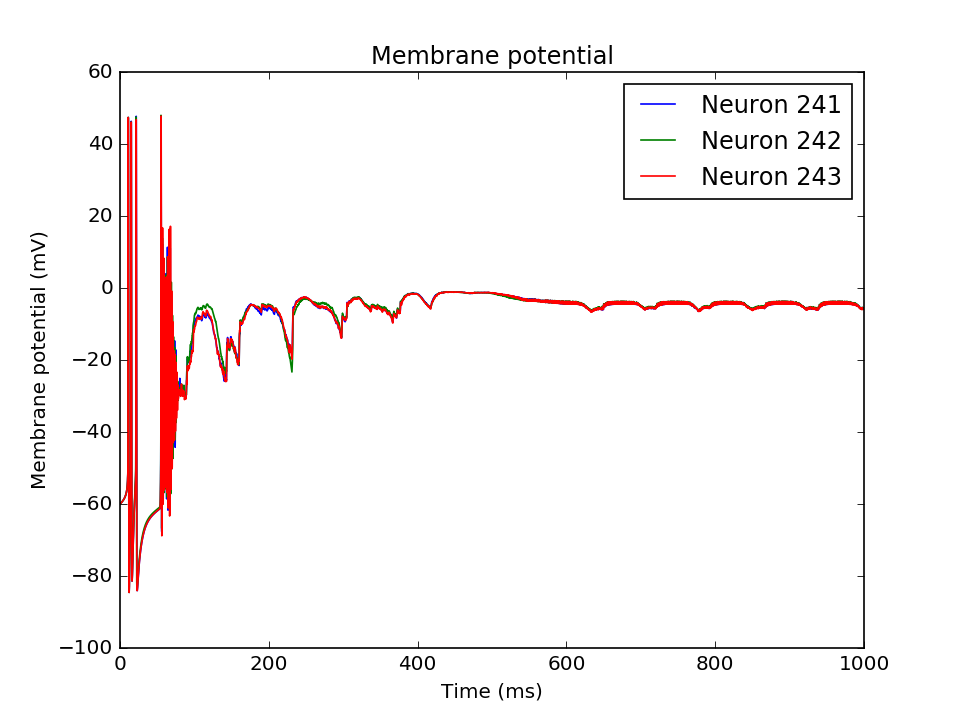 Membrane potential
Neuron 241
Neuron 242
Neuron 243
Membrane potential (mV)
60
40
20
0
−20
−40
−60
−80
−100
0 200 400 600 800 1000
Time (ms)